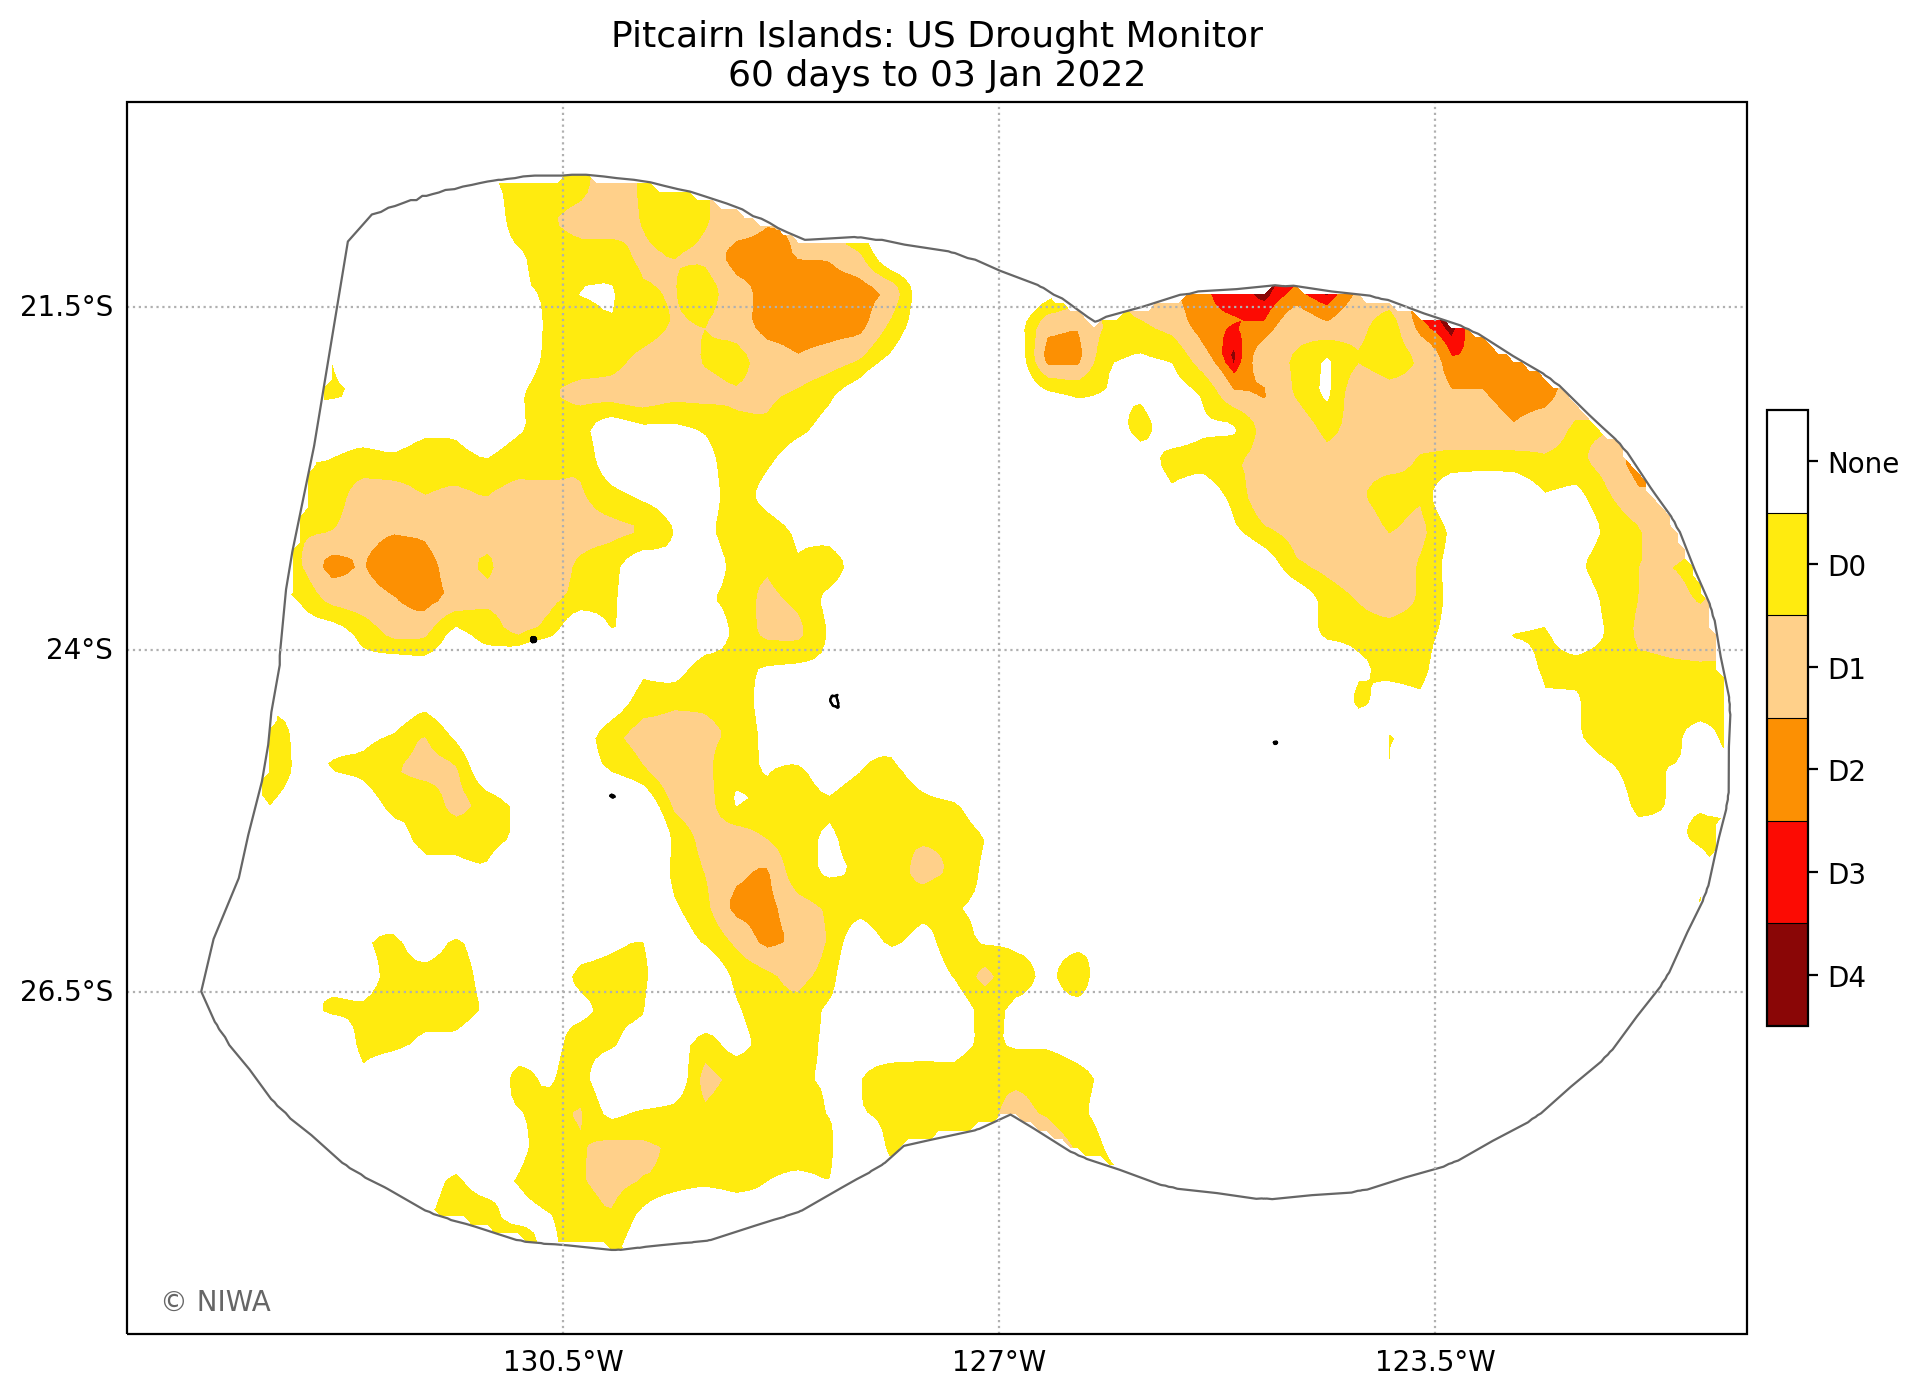 Pitcairn Islands: US Drought Monitor
60 days to 03 Jan 2022
21.5°S
24°S
26.5°S
130.5°W
127°W
123.5°W
None
D0
D1
D2
D3
D4
© NIWA